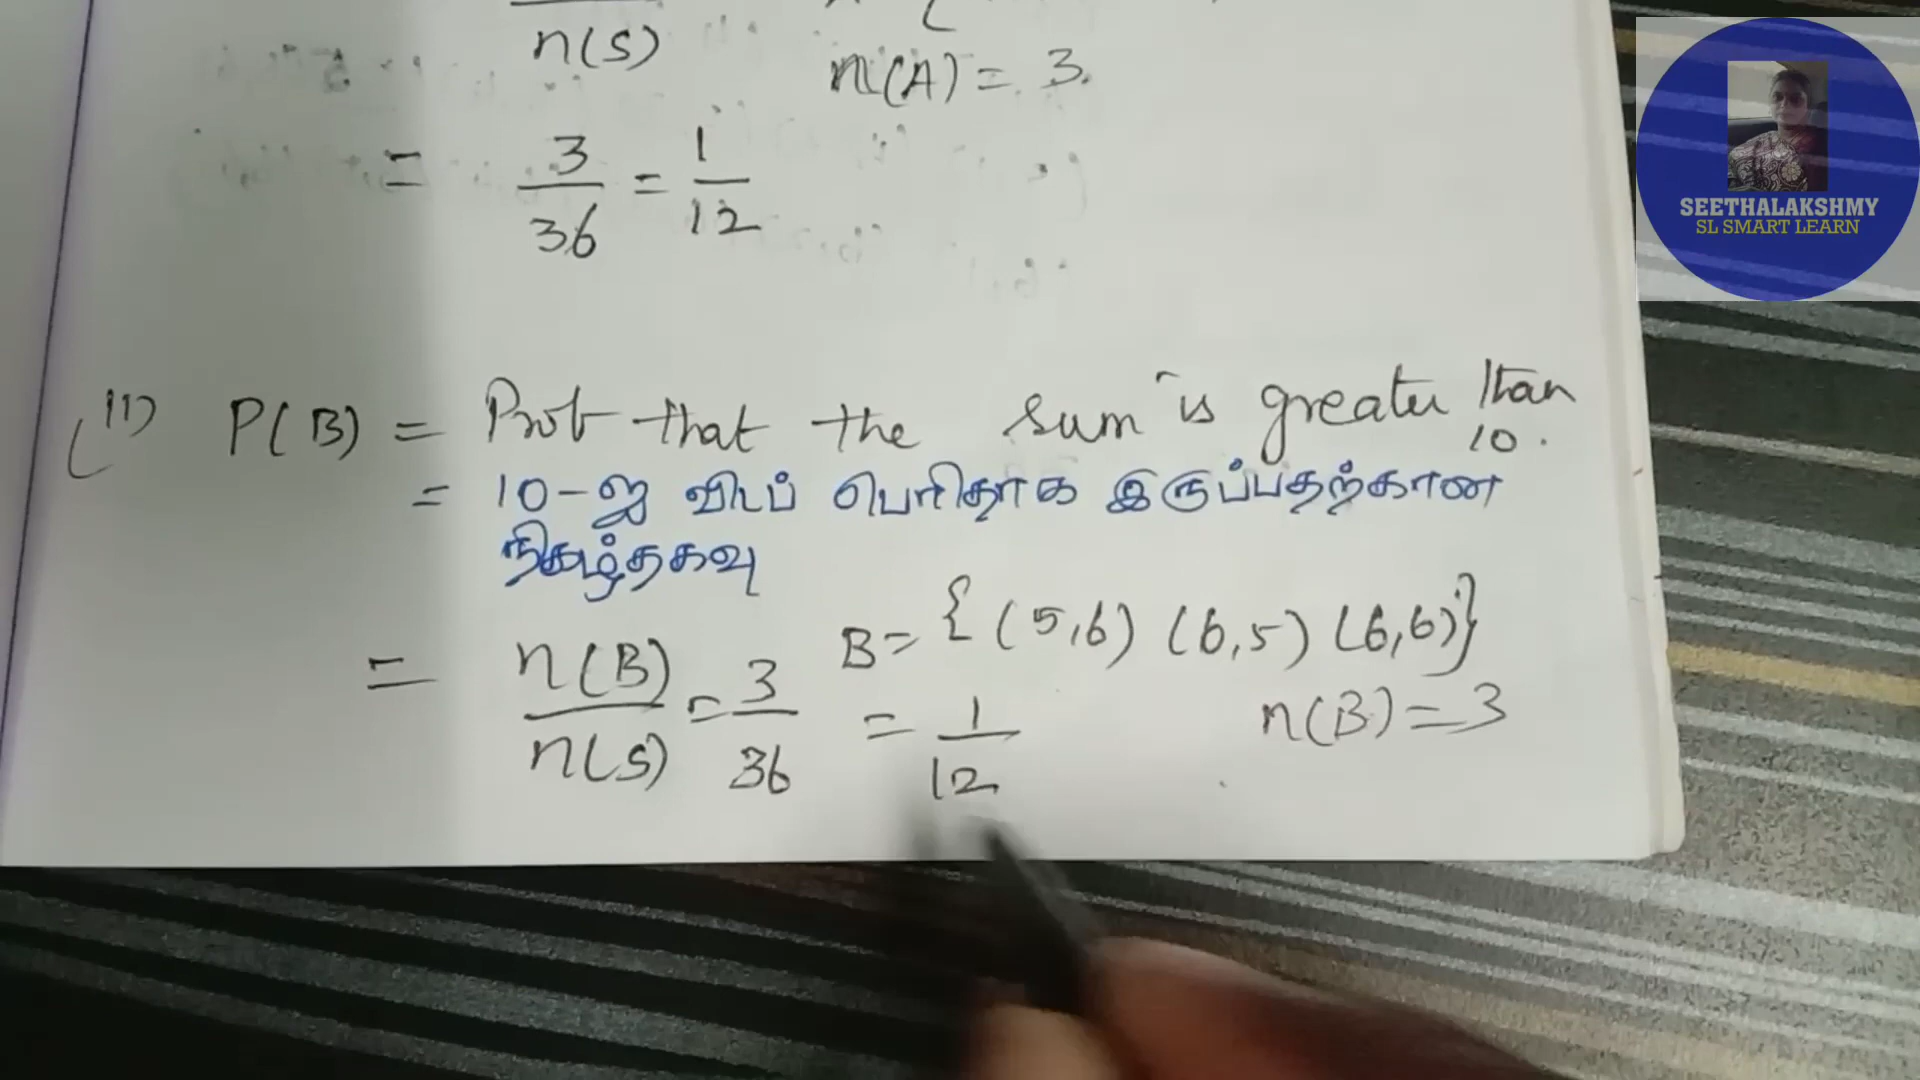 n(S)
n(A) = 3.
= 3/36 = 1/12
(ii) P(B) = Prob that the sum is greater than
10.
= 10-ஐ விடப் பெரிதாக இருப்பதற்கான
நிகழ்தகவு
B = {(5,6) (6,5) (6,6)}
= n(B)/n(S) = 3/36 = 1/12
n(B) = 3
SEETHALAKSHMY
SL SMART LEARN